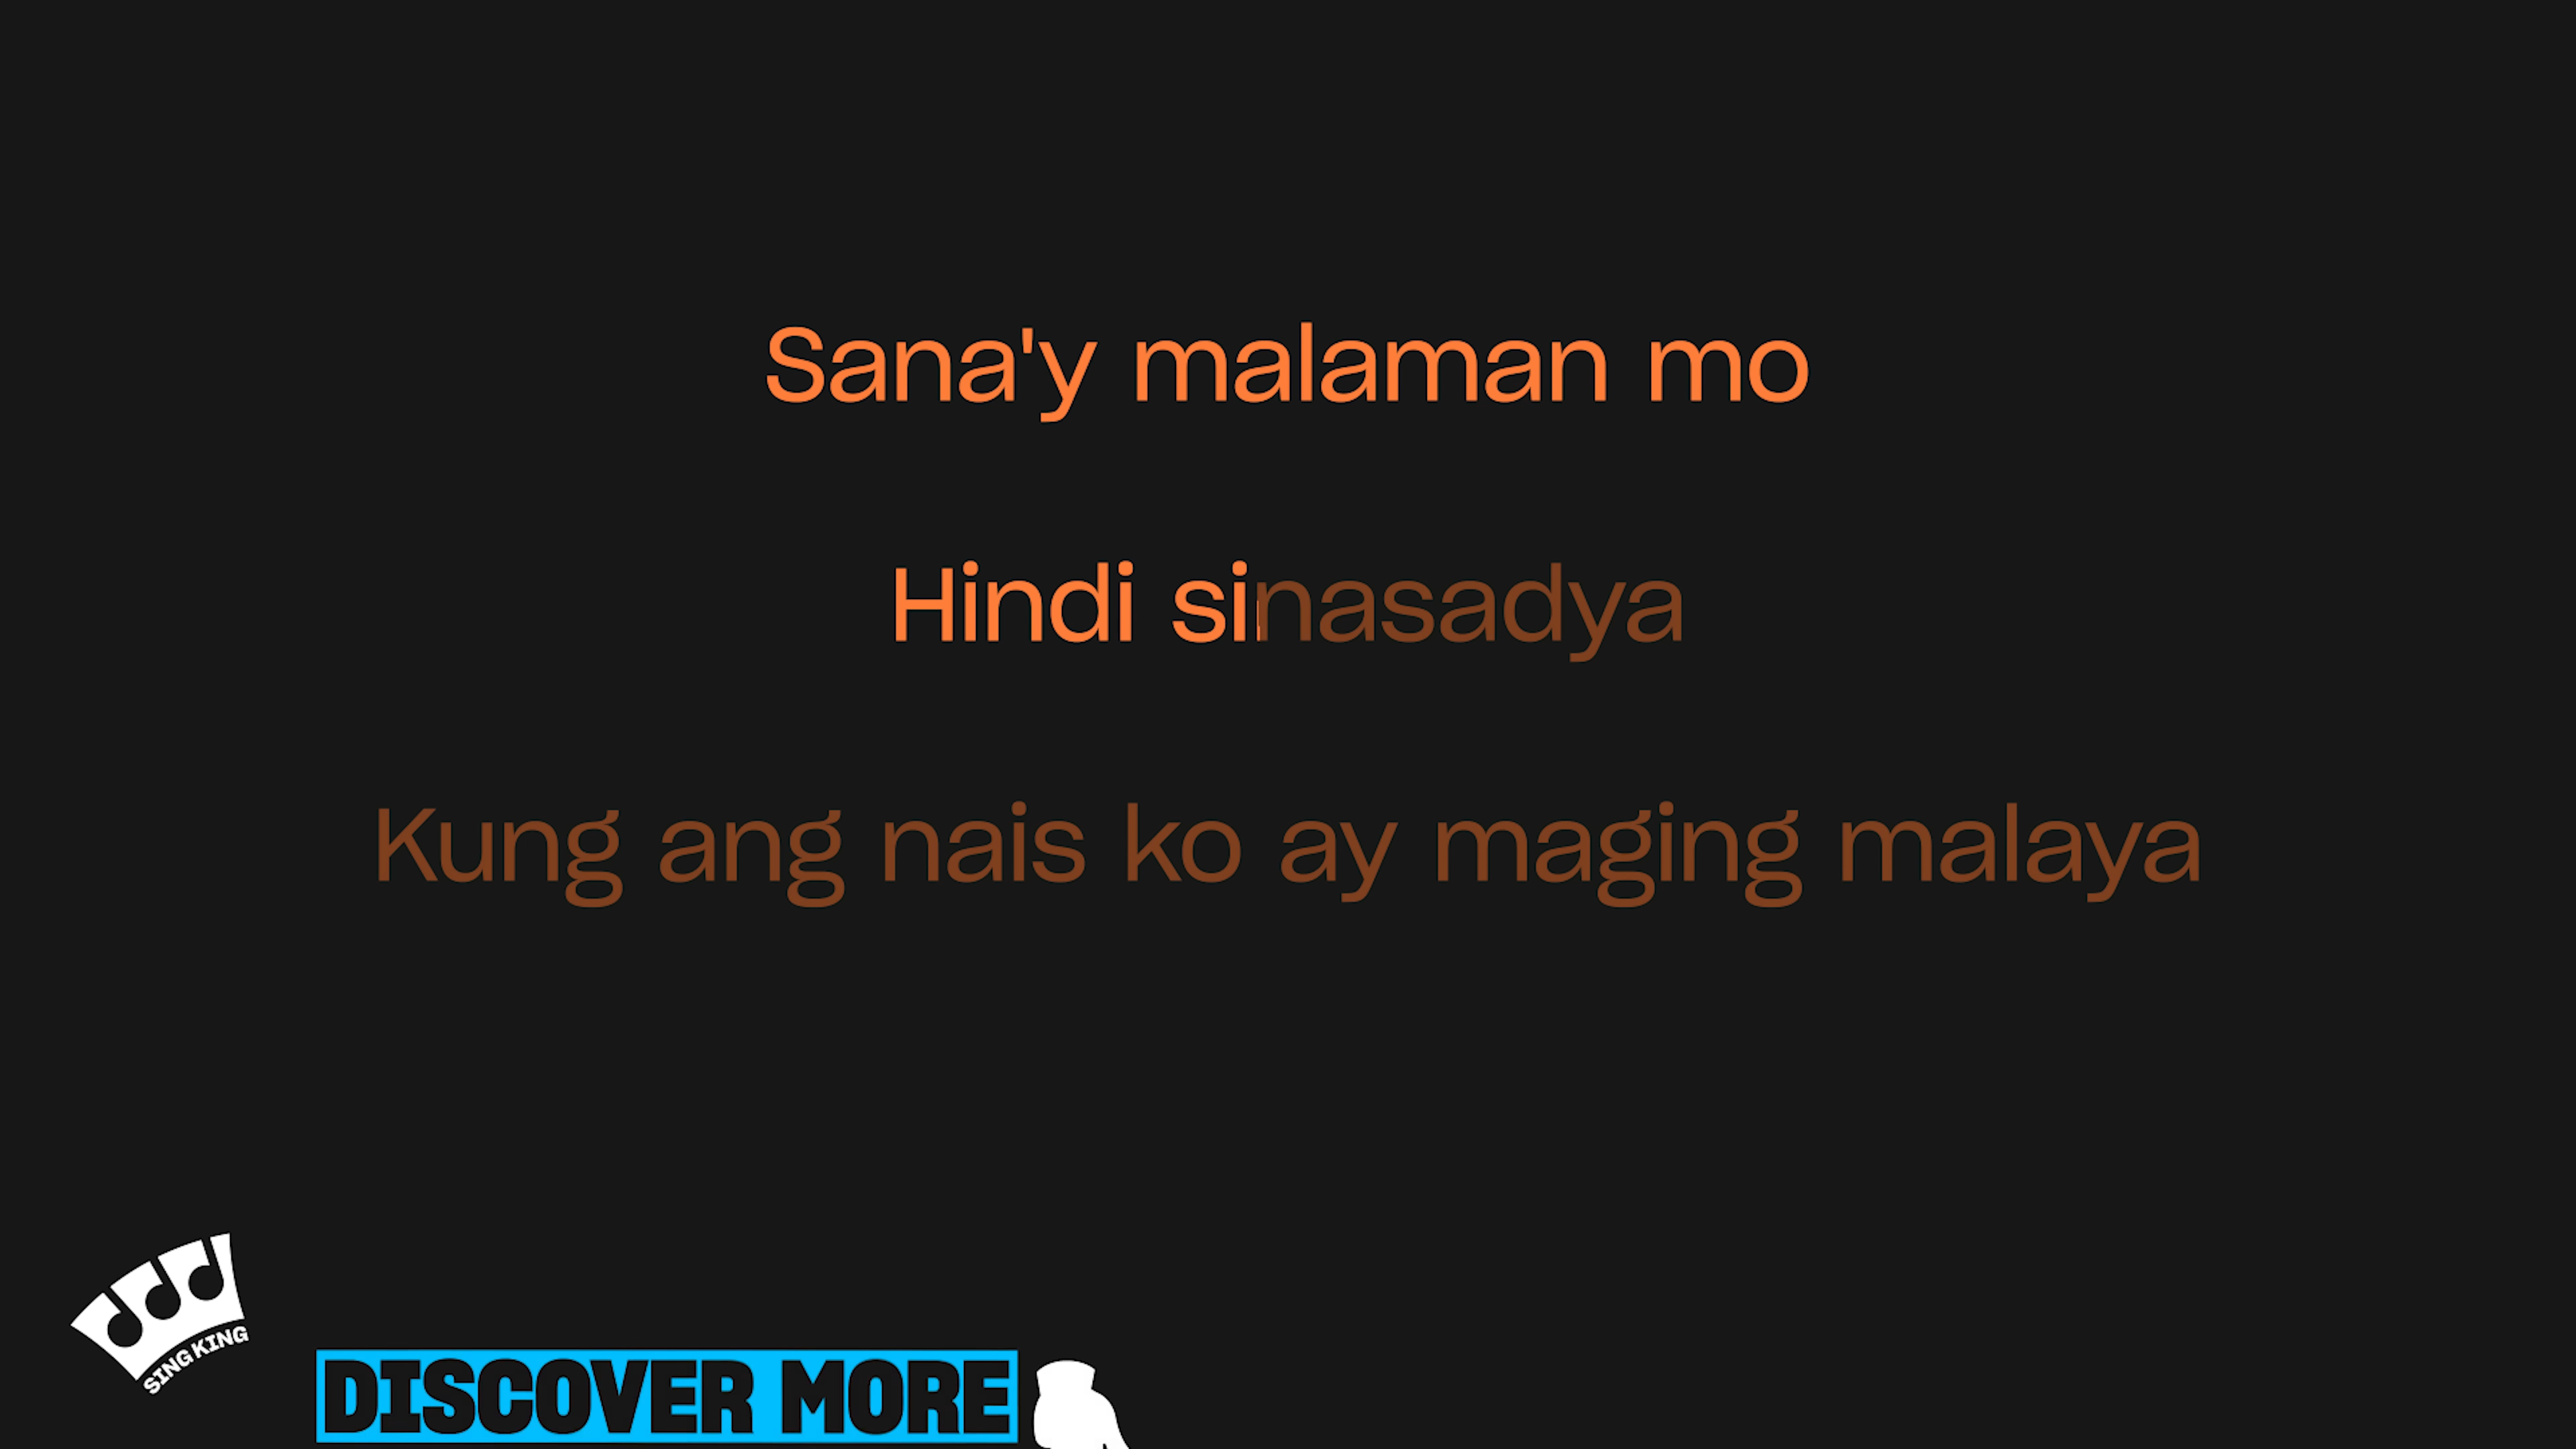 Sana'y malaman mo
Hindi sinasadya
Kung ang nais ko ay maging malaya
SING KING
DISCOVER MORE